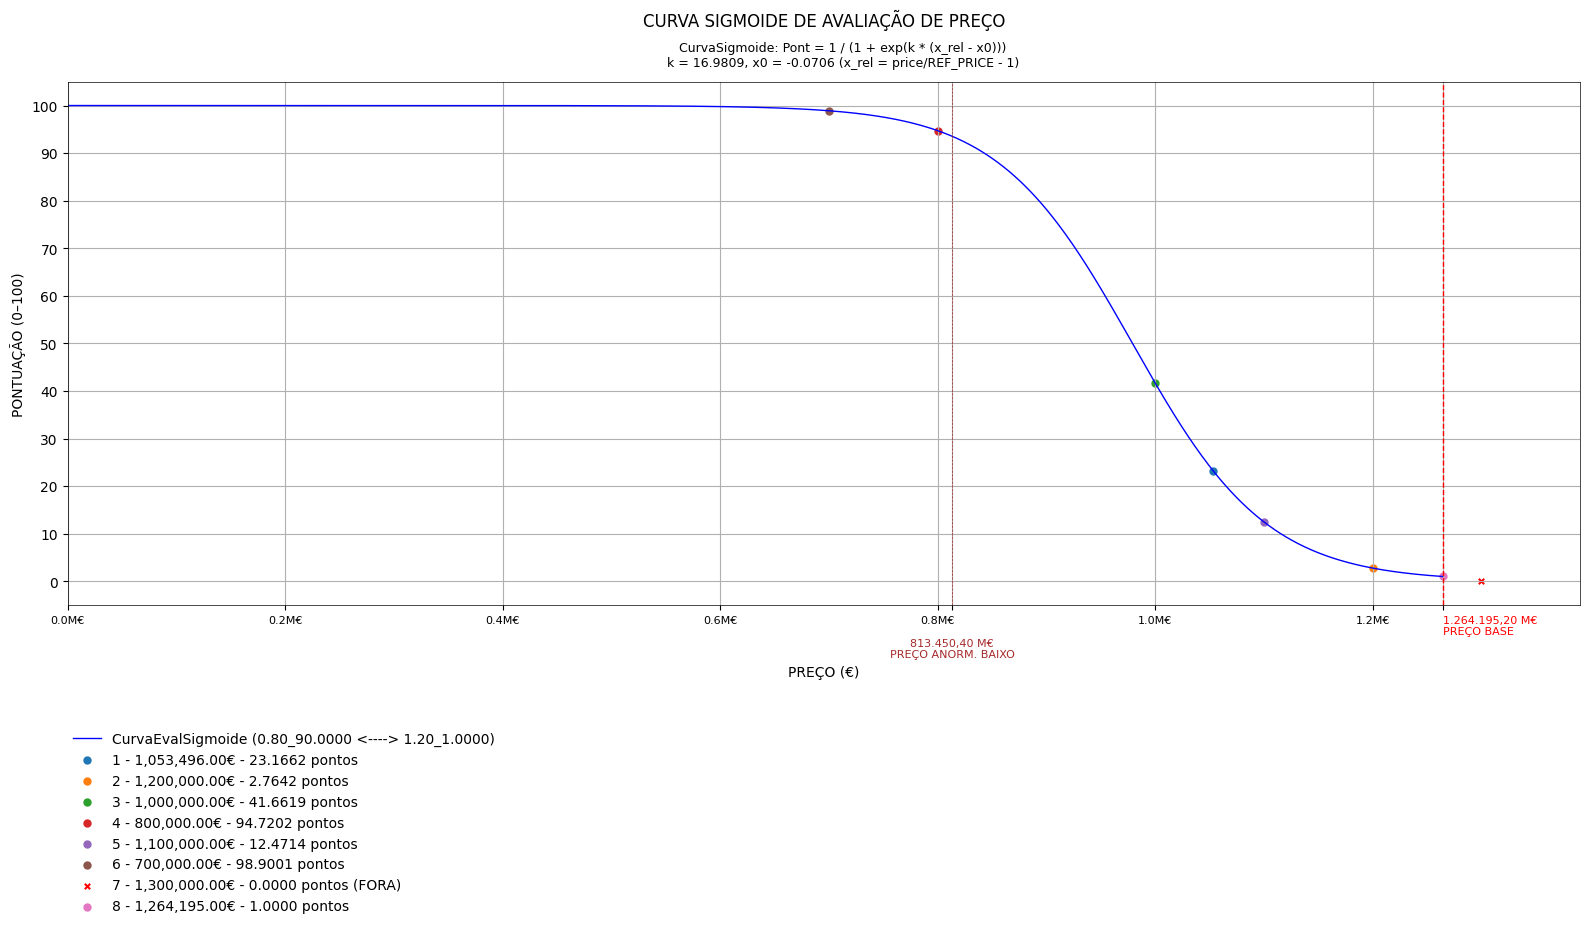 CURVA SIGMOIDE DE AVALIAÇÃO DE PREÇO
CurvaSigmoide: Pont = 1 / (1 + exp(k * (x_rel - x0)))
k = 16.9809, x0 = -0.0706 (x_rel = price/REF_PRICE - 1)
PONTUAÇÃO (0–100)
100
90
80
70
60
50
40
30
20
10
0
0.0M€ 0.2M€ 0.4M€ 0.6M€ 0.8M€ 1.0M€ 1.2M€
1.264.195,20 M€
PREÇO BASE
813.450,40 M€
PREÇO ANORM. BAIXO
PREÇO (€)
CurvaEvalSigmoide (0.80_90.0000 <----> 1.20_1.0000)
1 - 1,053,496.00€ - 23.1662 pontos
2 - 1,200,000.00€ - 2.7642 pontos
3 - 1,000,000.00€ - 41.6619 pontos
4 - 800,000.00€ - 94.7202 pontos
5 - 1,100,000.00€ - 12.4714 pontos
6 - 700,000.00€ - 98.9001 pontos
7 - 1,300,000.00€ - 0.0000 pontos (FORA)
8 - 1,264,195.00€ - 1.0000 pontos